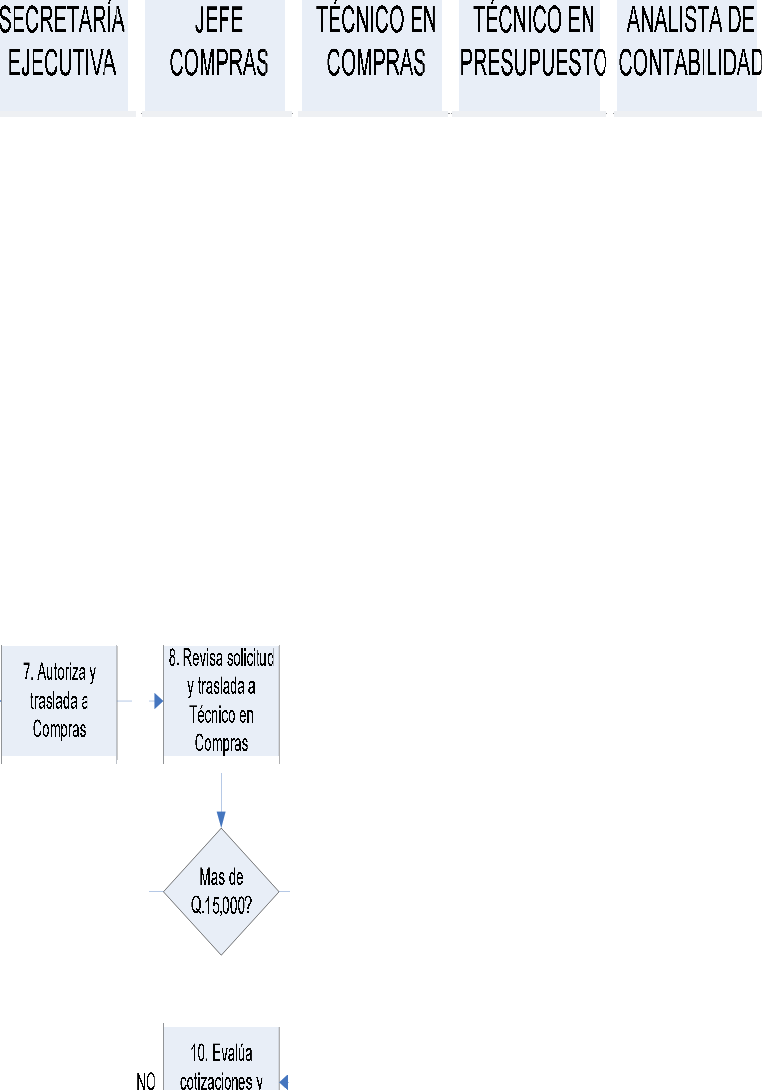 SECRETARÍA
EJECUTIVA
JEFE
COMPRAS
TÉCNICO EN
COMPRAS
TÉCNICO EN
PRESUPUESTO
ANALISTA DE
CONTABILIDAD
7. Autoriza y
traslada a
Compras
8. Revisa solicitud
y traslada a
Técnico en
Compras
Mas de
Q.15,000?
10. Evalúa
NO
cotizaciones y